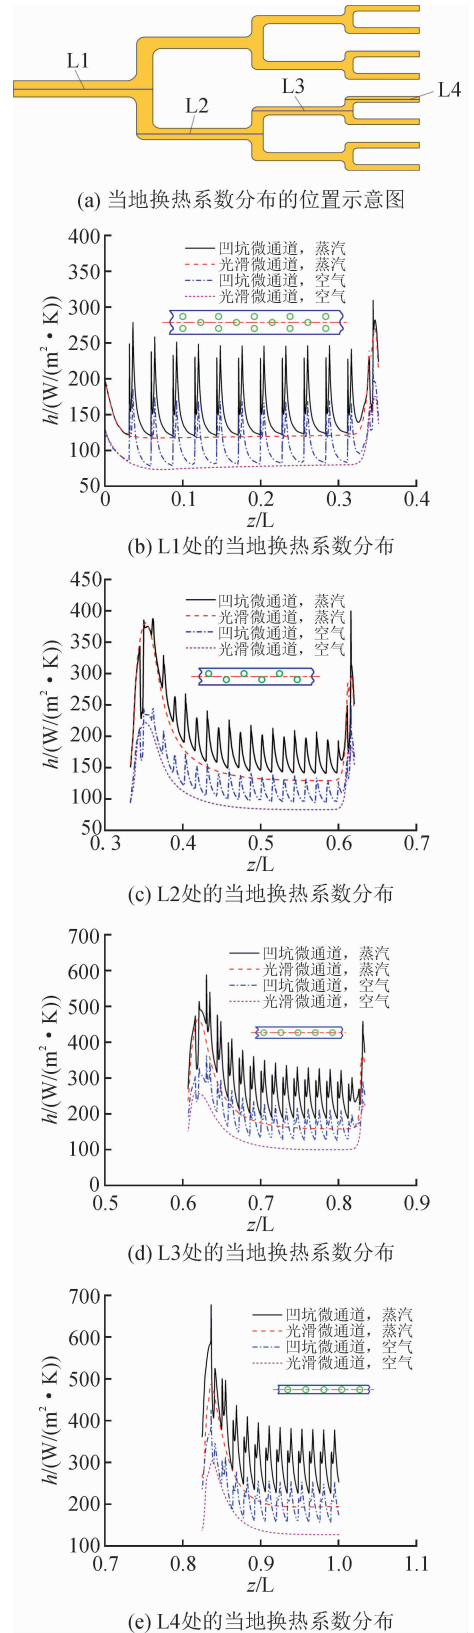 L1
L2
L3
L4
(a) 当地换热系数分布的位置示意图
400
350
300
250
200
150
100
50
h/(W/(m²·K))
凹坑微通道，蒸汽
光滑微通道，蒸汽
凹坑微通道，空气
光滑微通道，空气
0 0.1 0.2 0.3 0.4
z/L
(b) L1处的当地换热系数分布
450
400
350
300
250
200
150
100
50
h/(W/(m²·K))
凹坑微通道，蒸汽
光滑微通道，蒸汽
凹坑微通道，空气
光滑微通道，空气
0.3 0.4 0.5 0.6 0.7
z/L
(c) L2处的当地换热系数分布
700
600
500
400
300
200
100
0
h/(W/(m²·K))
凹坑微通道，蒸汽
光滑微通道，蒸汽
凹坑微通道，空气
光滑微通道，空气
0.5 0.6 0.7 0.8 0.9
z/L
(d) L3处的当地换热系数分布
700
600
500
400
300
200
100
h/(W/(m²·K))
凹坑微通道，蒸汽
光滑微通道，蒸汽
凹坑微通道，空气
光滑微通道，空气
0.7 0.8 0.9 1.0 1.1
z/L
(e) L4处的当地换热系数分布